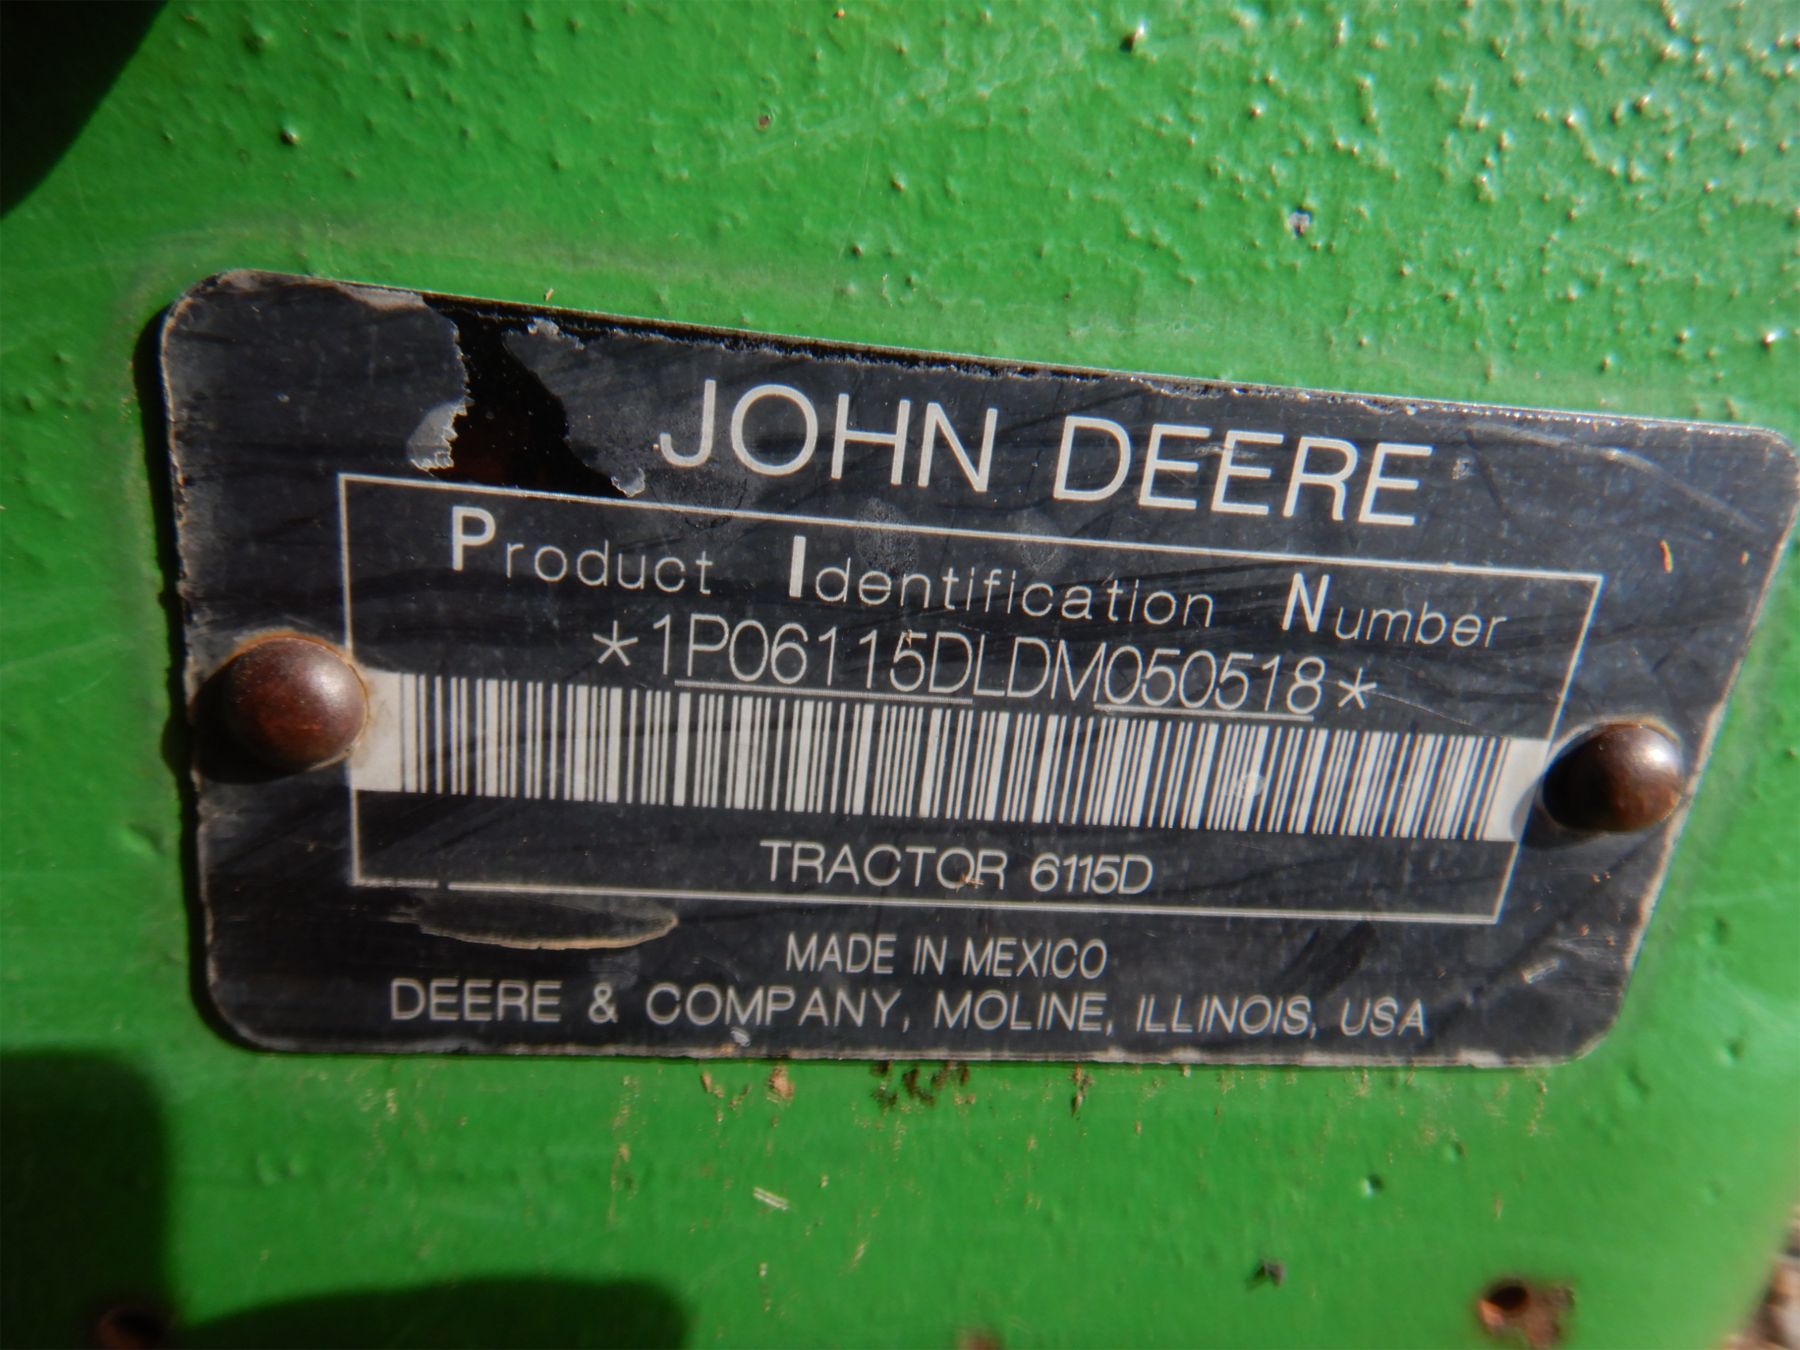 JOHN DEERE
Product Identification Number
*1P06115DLDM050518*
TRACTOR 6115D
MADE IN MEXICO
DEERE & COMPANY, MOLINE, ILLINOIS, USA